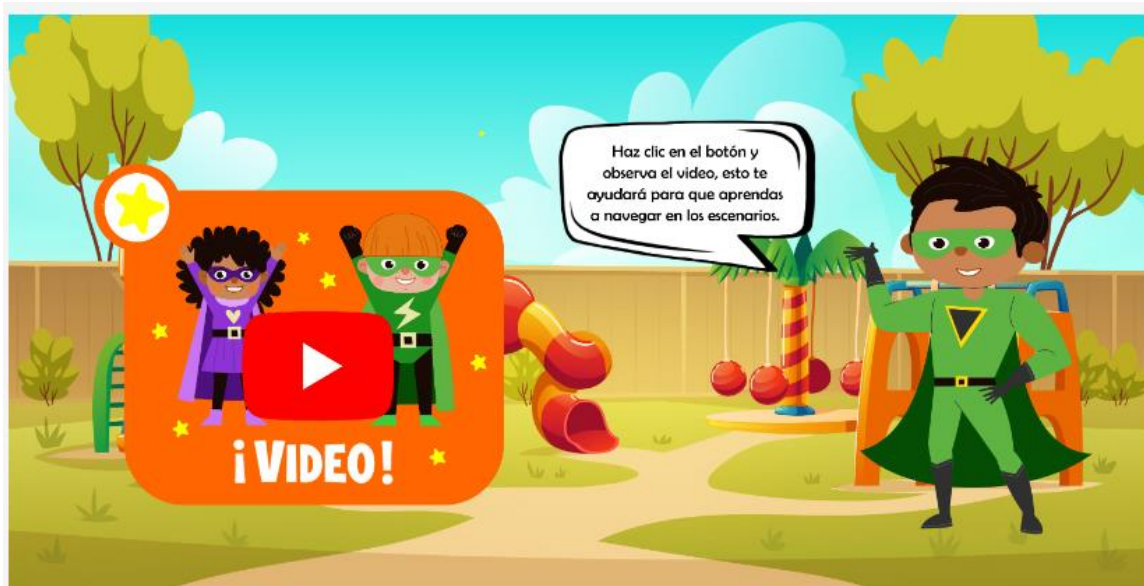 Haz clic en el botón y
observa el video, esto te
ayudará para que aprendas
a navegar en los escenarios.
¡VIDEO!